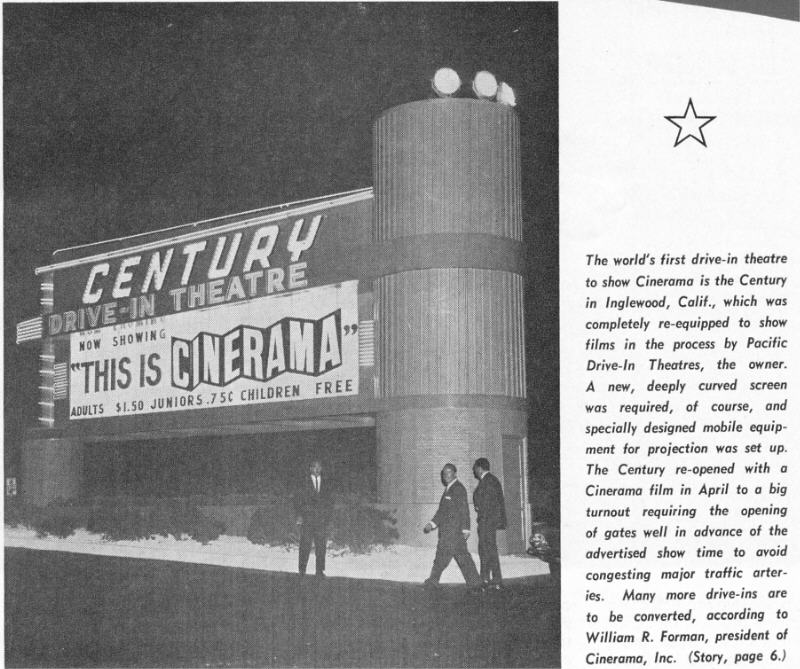 CENTURY
DRIVE-IN THEATRE
NOW SHOWING
NOW SHOWING
"THIS IS CINERAMA"
ADULTS $1.50 JUNIORS .75¢ CHILDREN FREE
The world's first drive-in theatre
to show Cinerama is the Century
in Inglewood, Calif., which was
completely re-equipped to show
films in the process by Pacific
Drive-In Theatres, the owner.
A new, deeply curved screen
was required, of course, and
specially designed mobile equip-
ment for projection was set up.
The Century re-opened with a
Cinerama film in April to a big
turnout requiring the opening
of gates well in advance of the
advertised show time to avoid
congesting major traffic arter-
ies. Many more drive-ins are
to be converted, according to
William R. Forman, president of
Cinerama, Inc. (Story, page 6.)